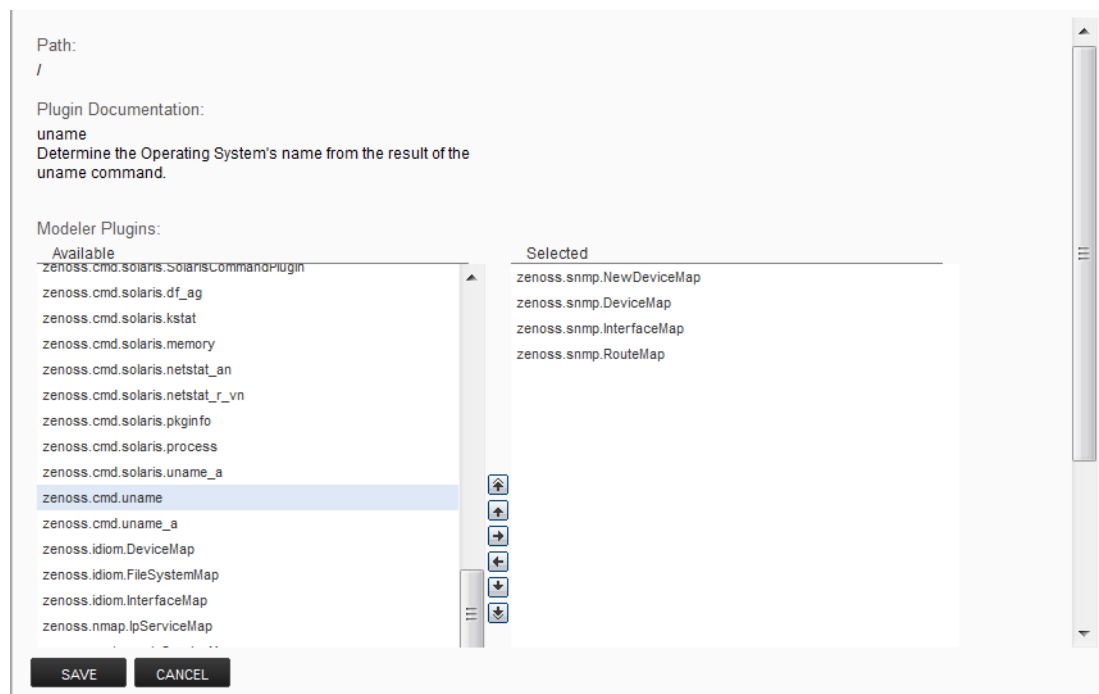 Path:
/
Plugin Documentation:
uname
Determine the Operating System's name from the result of the
uname command.
Modeler Plugins:
Available
zenoss.cmd.solaris.SolarisCommandPlugin
zenoss.cmd.solaris.df_ag
zenoss.cmd.solaris.kstat
zenoss.cmd.solaris.memory
zenoss.cmd.solaris.netstat_an
zenoss.cmd.solaris.netstat_r_vn
zenoss.cmd.solaris.pkginfo
zenoss.cmd.solaris.process
zenoss.cmd.solaris.uname_a
zenoss.cmd.uname
zenoss.cmd.uname_a
zenoss.idiom.DeviceMap
zenoss.idiom.FileSystemMap
zenoss.idiom.InterfaceMap
zenoss.nmap.IpServiceMap
Selected
zenoss.snmp.NewDeviceMap
zenoss.snmp.DeviceMap
zenoss.snmp.InterfaceMap
zenoss.snmp.RouteMap
SAVE
CANCEL